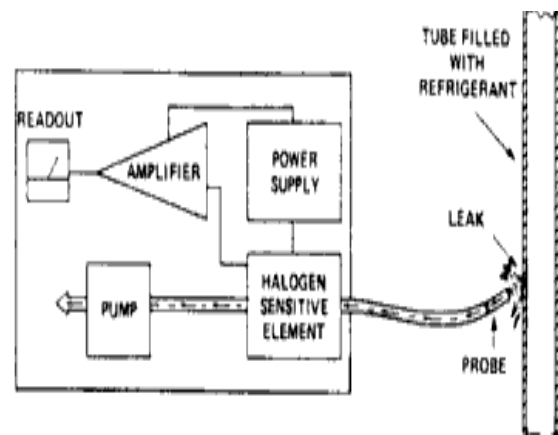 TUBE FILLED
WITH
REFRIGERANT
READOUT
AMPLIFIER
POWER
SUPPLY
LEAK
PUMP
HALOGEN
SENSITIVE
ELEMENT
PROBE